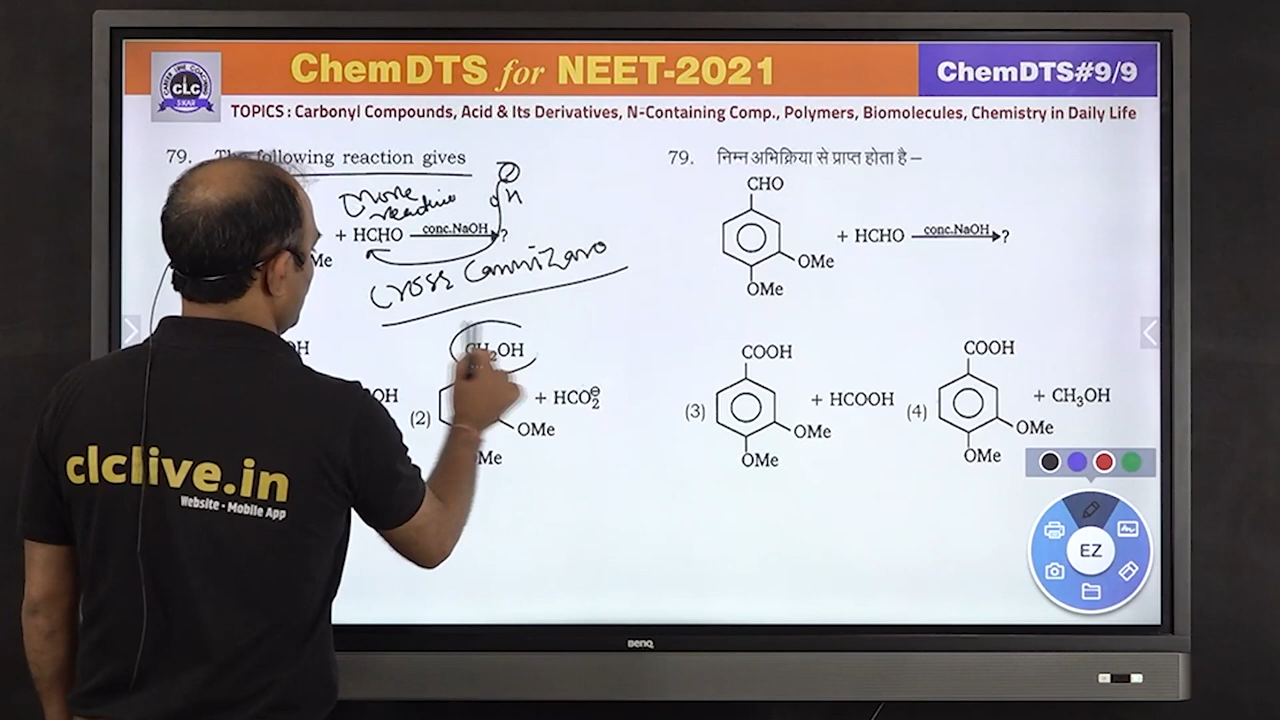 ChemDTS for NEET-2021
ChemDTS#9/9
CLC
SIKAR
TOPICS : Carbonyl Compounds, Acid & Its Derivatives, N-Containing Comp., Polymers, Biomolecules, Chemistry in Daily Life
79. The following reaction gives
More
+ HCHO conc.NaOH ?
Me
Cross Cannizaro
CH₂OH
(2) + HCO₂⊖
OMe
79. निम्न अभिक्रिया से प्राप्त होता है –
CHO
+ HCHO conc.NaOH ?
OMe
OMe
COOH
(3) + HCOOH
OMe
OMe
COOH
(4) + CH₃OH
OMe
OMe
EZ
clclive.in
Website - Mobile App
BenQ